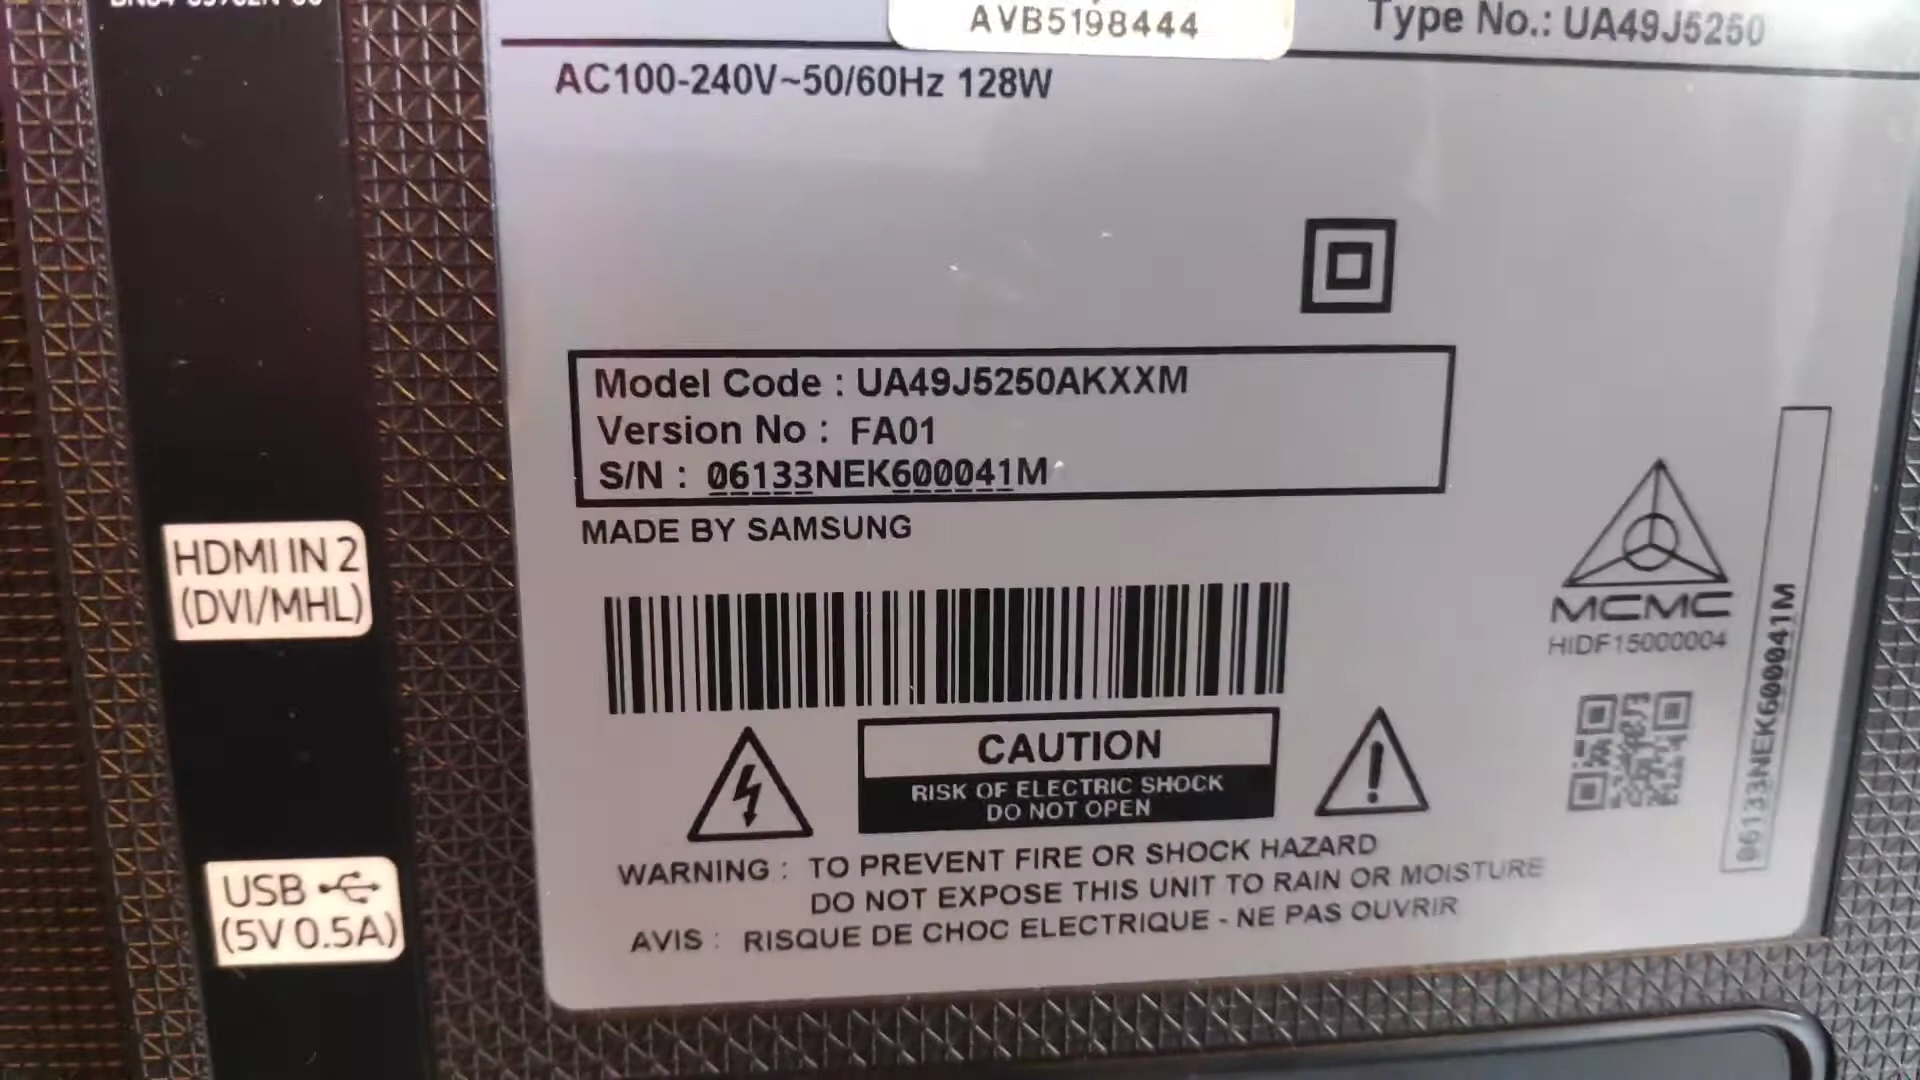 AVB5198444
Type No.: UA49J5250
AC100-240V~50/60Hz 128W
Model Code : UA49J5250AKXXM
Version No : FA01
S/N : 06133NEK600041M
MADE BY SAMSUNG
HDMI IN 2
(DVI/MHL)
MCMC
HIDF15000004
06133NEK600041M
CAUTION
RISK OF ELECTRIC SHOCK
DO NOT OPEN
USB
(5V 0.5A)
WARNING : TO PREVENT FIRE OR SHOCK HAZARD
DO NOT EXPOSE THIS UNIT TO RAIN OR MOISTURE
AVIS : RISQUE DE CHOC ELECTRIQUE - NE PAS OUVRIR